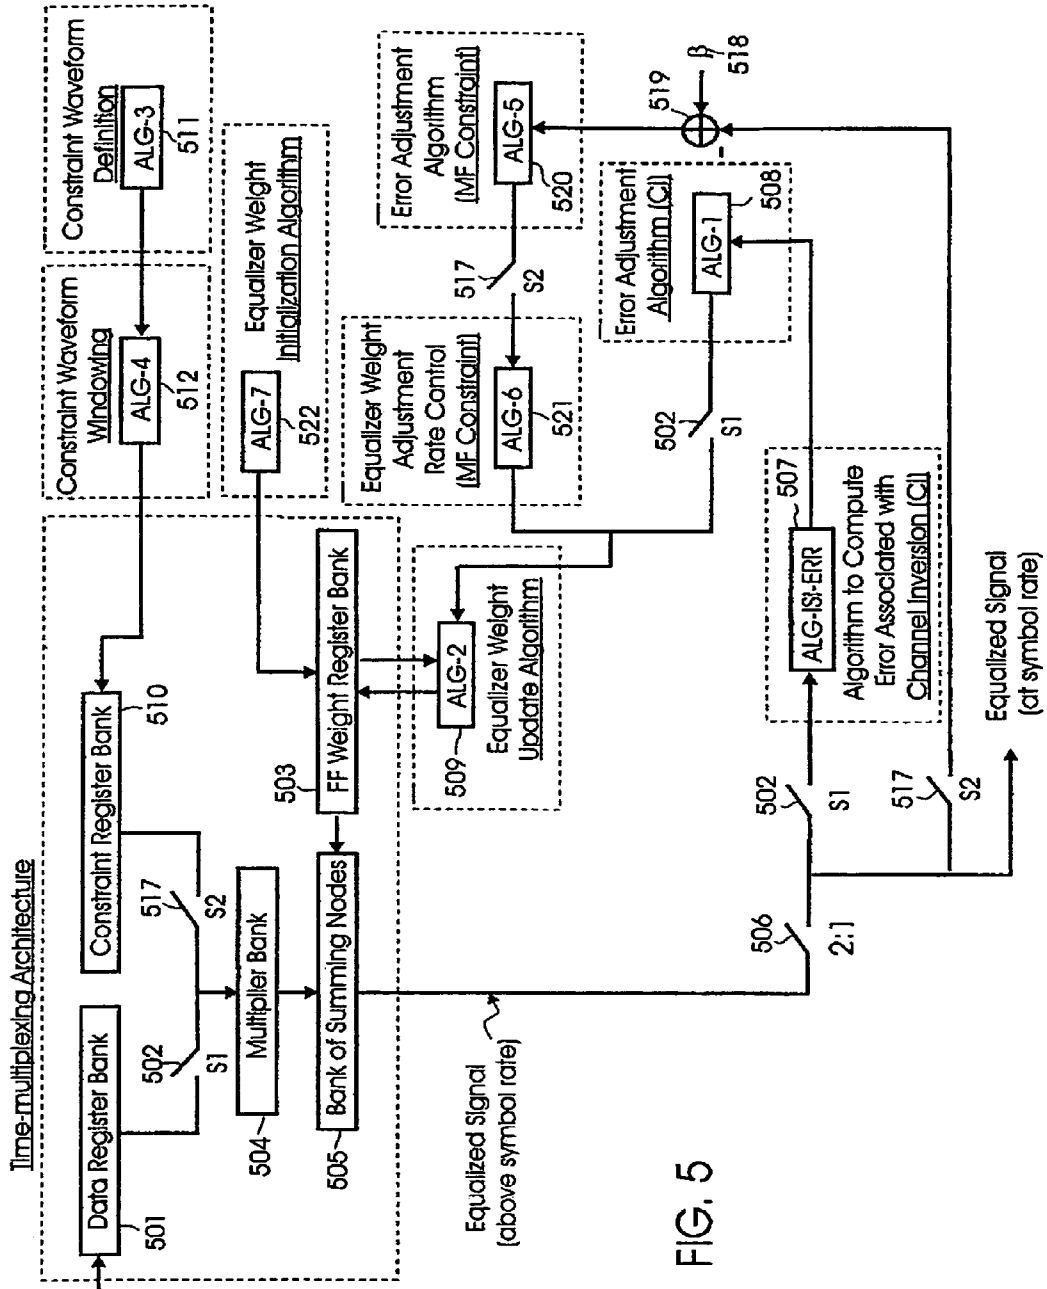 Time-multiplexing Architecture
Data Register Bank
501
502
S1
517
S2
Constraint Register Bank
510
Multiplier Bank
504
Bank of Summing Nodes
505
FF Weight Register Bank
503
Constraint Waveform
Windowing
ALG-4
512
Constraint Waveform
Definition
ALG-3
511
ALG-7
522
Equalizer Weight
Initialization Algorithm
ALG-2
509
Equalizer Weight
Update Algorithm
Equalizer Weight
Adjustment
Rate Control
(MF Constraint)
ALG-6
521
517
S2
Error Adjustment
Algorithm
(MF Constraint)
ALG-5
520
502
S1
Error Adjustment
Algorithm (CI)
ALG-1
508
519
β
518
-
Equalized Signal
(above symbol rate)
506
2:1
502
S1
ALG-ISI-ERR
507
Algorithm to Compute
Error Associated with
Channel Inversion (CI)
517
S2
Equalized Signal
(at symbol rate)
FIG. 5